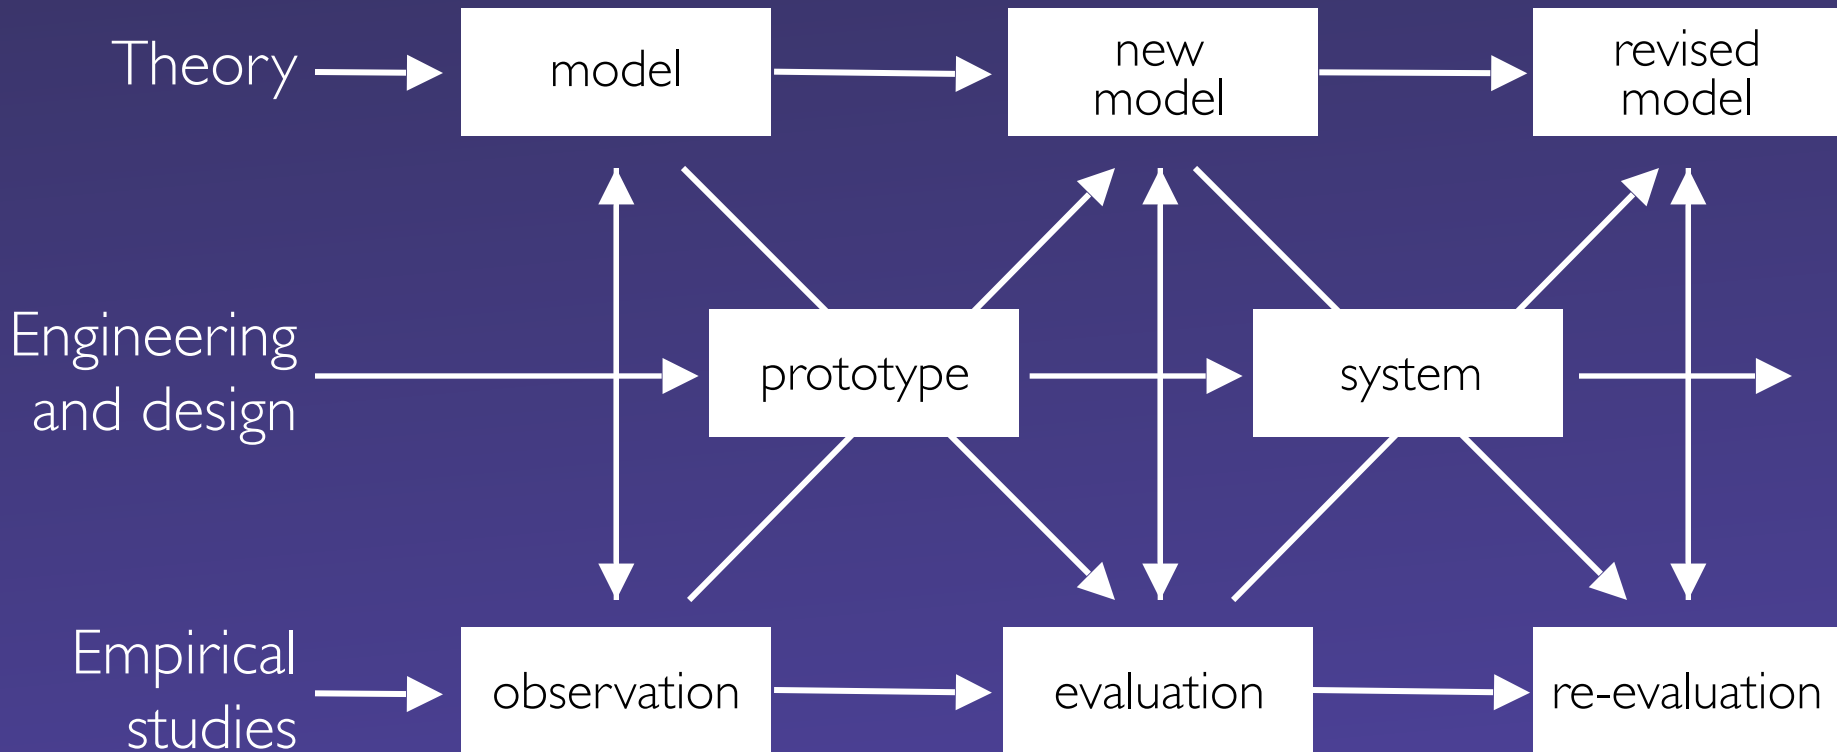 Theory
model
new
model
revised
model
Engineering
and design
prototype
system
Empirical
studies
observation
evaluation
re-evaluation